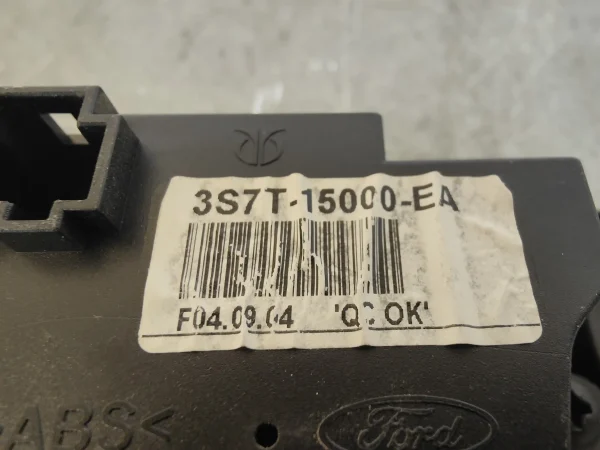 3S7T-15000-EA
F04.09.04 'QC OK'
ABS<
Ford